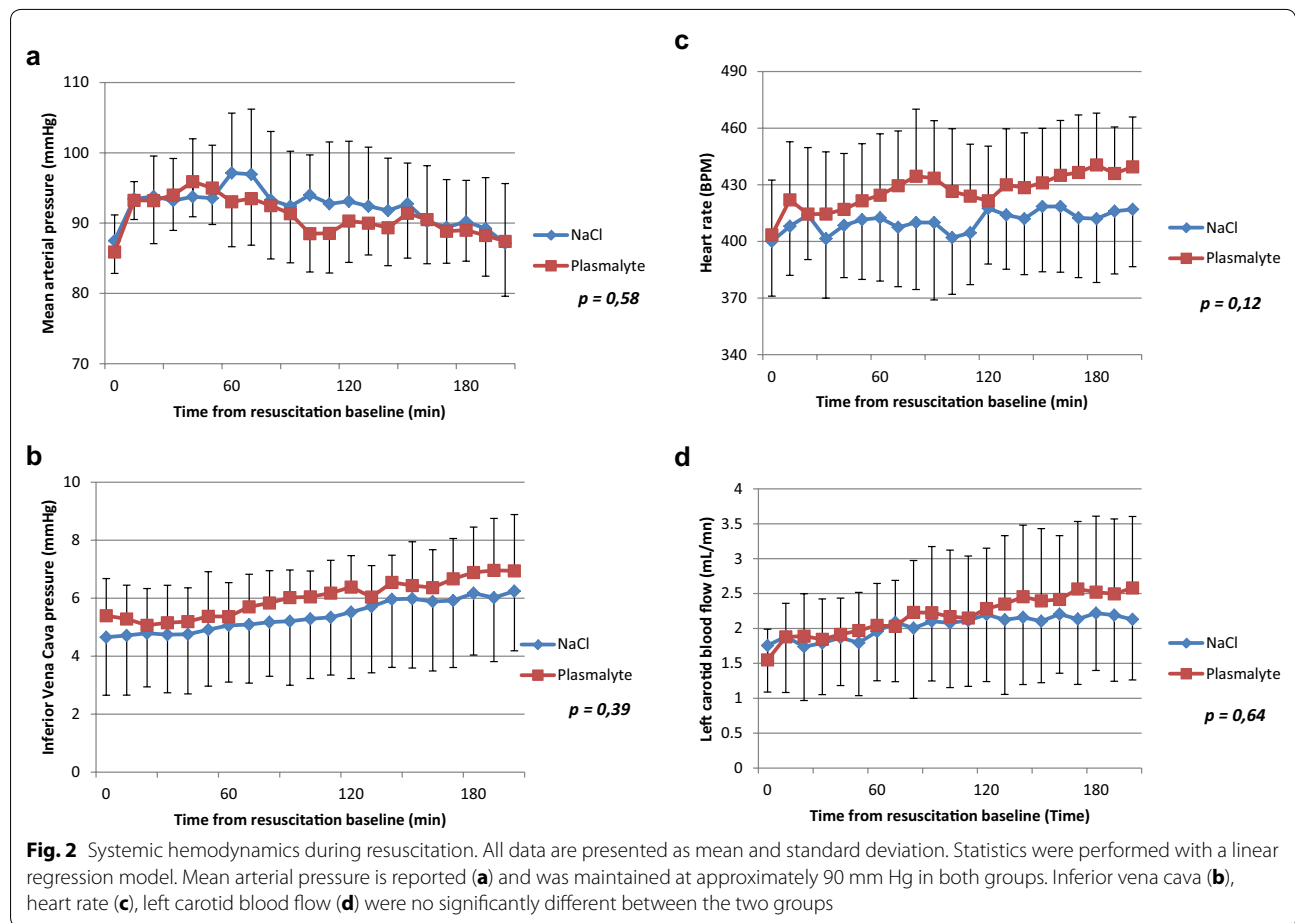 a
110
100
90
80
70
0 60 120 180
Mean arterial pressure (mmHg)
Time from resuscitation baseline (min)
NaCl
Plasmalyte
p = 0,58
b
10
8
6
4
2
0
0 60 120 180
Inferior Vena Cava pressure (mmHg)
Time from resuscitation baseline (min)
NaCl
Plasmalyte
p = 0,39
c
490
460
430
400
370
340
0 60 120 180
Heart rate (BPM)
Time from resuscitation baseline (min)
NaCl
Plasmalyte
p = 0,12
d
4
3.5
3
2.5
2
1.5
1
0.5
0
0 60 120 180
Left carotid blood flow (mL/mn)
Time from resuscitation baseline (Time)
NaCl
Plasmalyte
p = 0,64
Fig. 2 Systemic hemodynamics during resuscitation. All data are presented as mean and standard deviation. Statistics were performed with a linear
regression model. Mean arterial pressure is reported (a) and was maintained at approximately 90 mm Hg in both groups. Inferior vena cava (b),
heart rate (c), left carotid blood flow (d) were no significantly different between the two groups